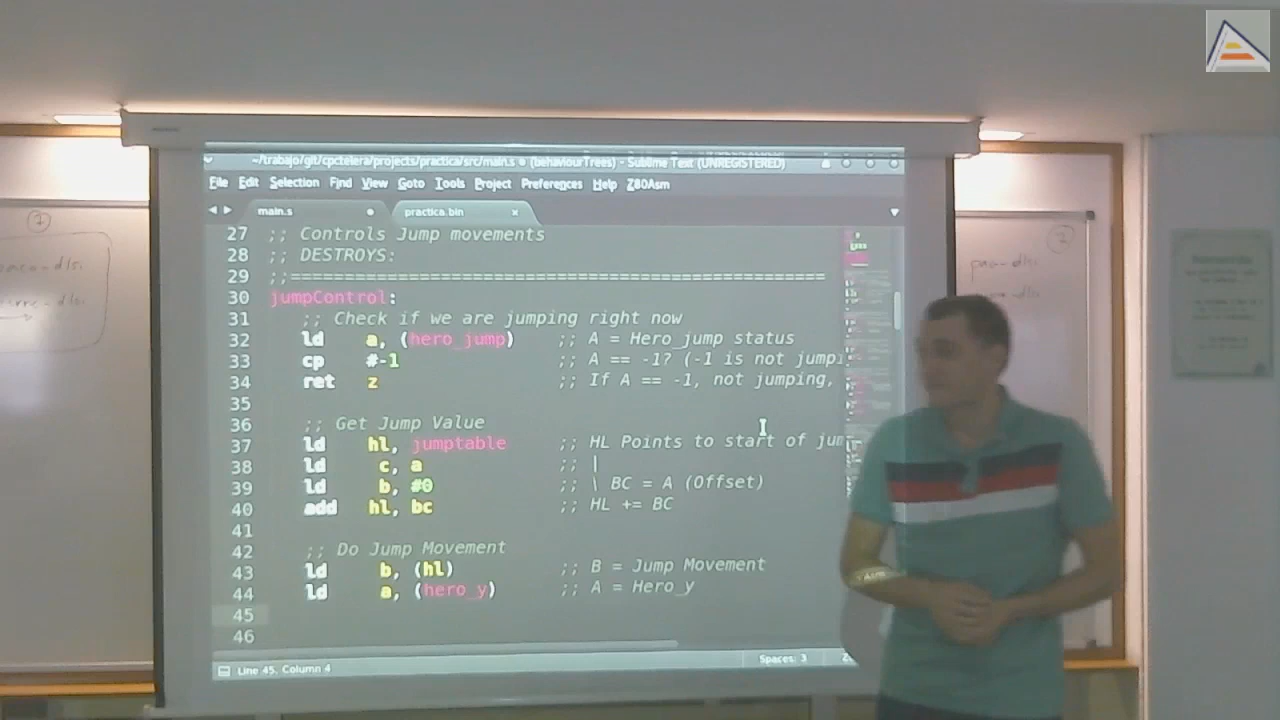 ~/trabajo/git/cpctelera/projects/practica/src/main.s • (behaviourTrees) - Sublime Text (UNREGISTERED)
File Edit Selection Find View Goto Tools Project Preferences Help Z80Asm
main.s practica.bin
27 ;; Controls Jump movements
28 ;; DESTROYS:
29 ;;====================================================
30 jumpControl:
31 ;; Check if we are jumping right now
32 ld a, (hero_jump) ;; A = Hero_jump status
33 cp #-1 ;; A == -1? (-1 is not jumpi
34 ret z ;; If A == -1, not jumping,
35
36 ;; Get Jump Value
37 ld hl, jumptable ;; HL Points to start of jum
38 ld c, a ;; |
39 ld b, #0 ;; \ BC = A (Offset)
40 add hl, bc ;; HL += BC
41
42 ;; Do Jump Movement
43 ld b, (hl) ;; B = Jump Movement
44 ld a, (hero_y) ;; A = Hero_y
45
46
Line 45, Column 4
Spaces: 3